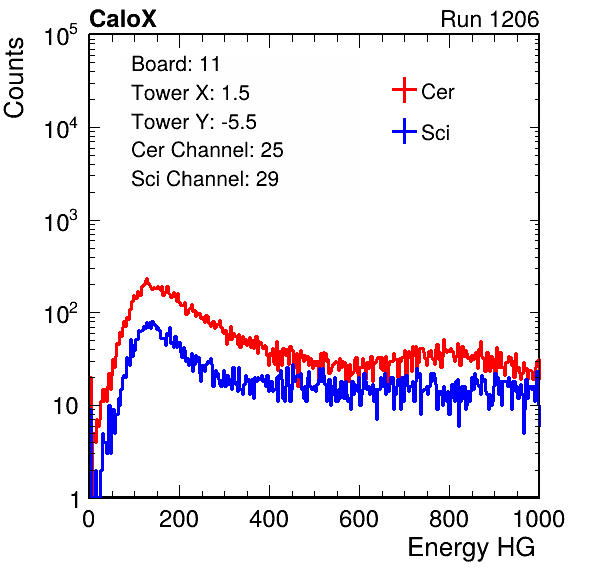 CaloX
Run 1206
Counts
10^5
10^4
10^3
10^2
10
1
Board: 11
Tower X: 1.5
Tower Y: -5.5
Cer Channel: 25
Sci Channel: 29
Cer
Sci
0 200 400 600 800 1000
Energy HG